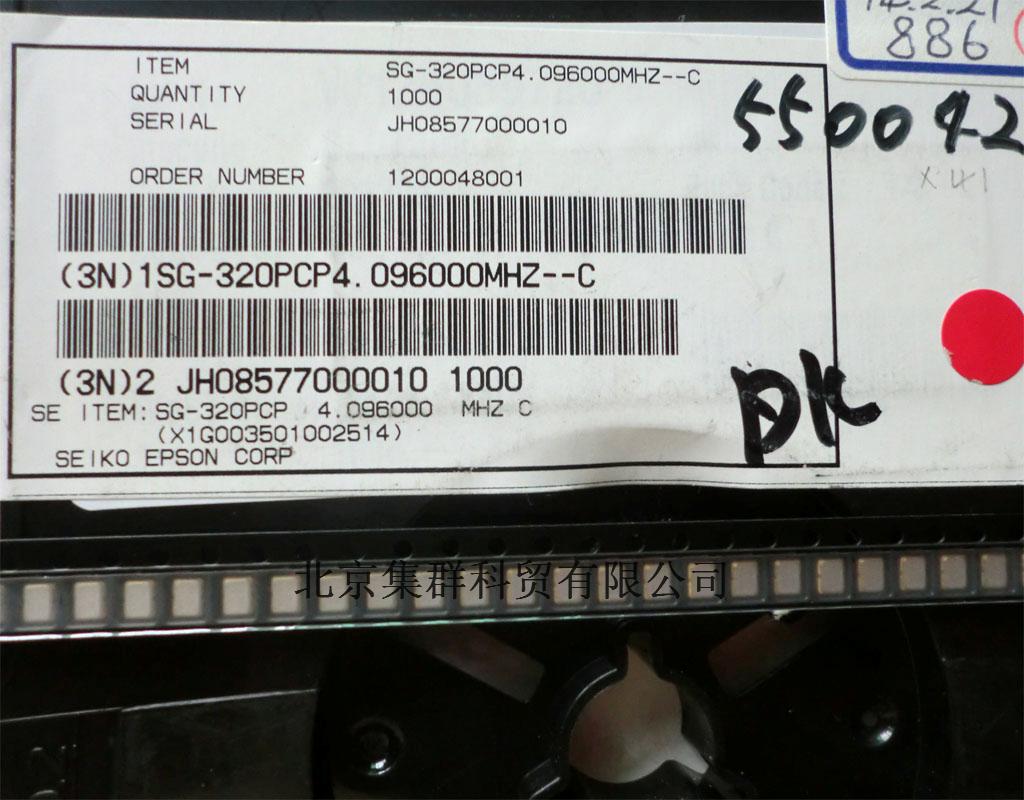 886
ITEM SG-320PCP4.096000MHZ--C
QUANTITY 1000
SERIAL JH08577000010
550042
ORDER NUMBER 1200048001
(3N)1SG-320PCP4.096000MHZ--C
(3N)2 JH08577000010 1000
SE ITEM:SG-320PCP 4.096000 MHZ C
(X1G003501002514)
SEIKO EPSON CORP
DK
北京集群科贸有限公司